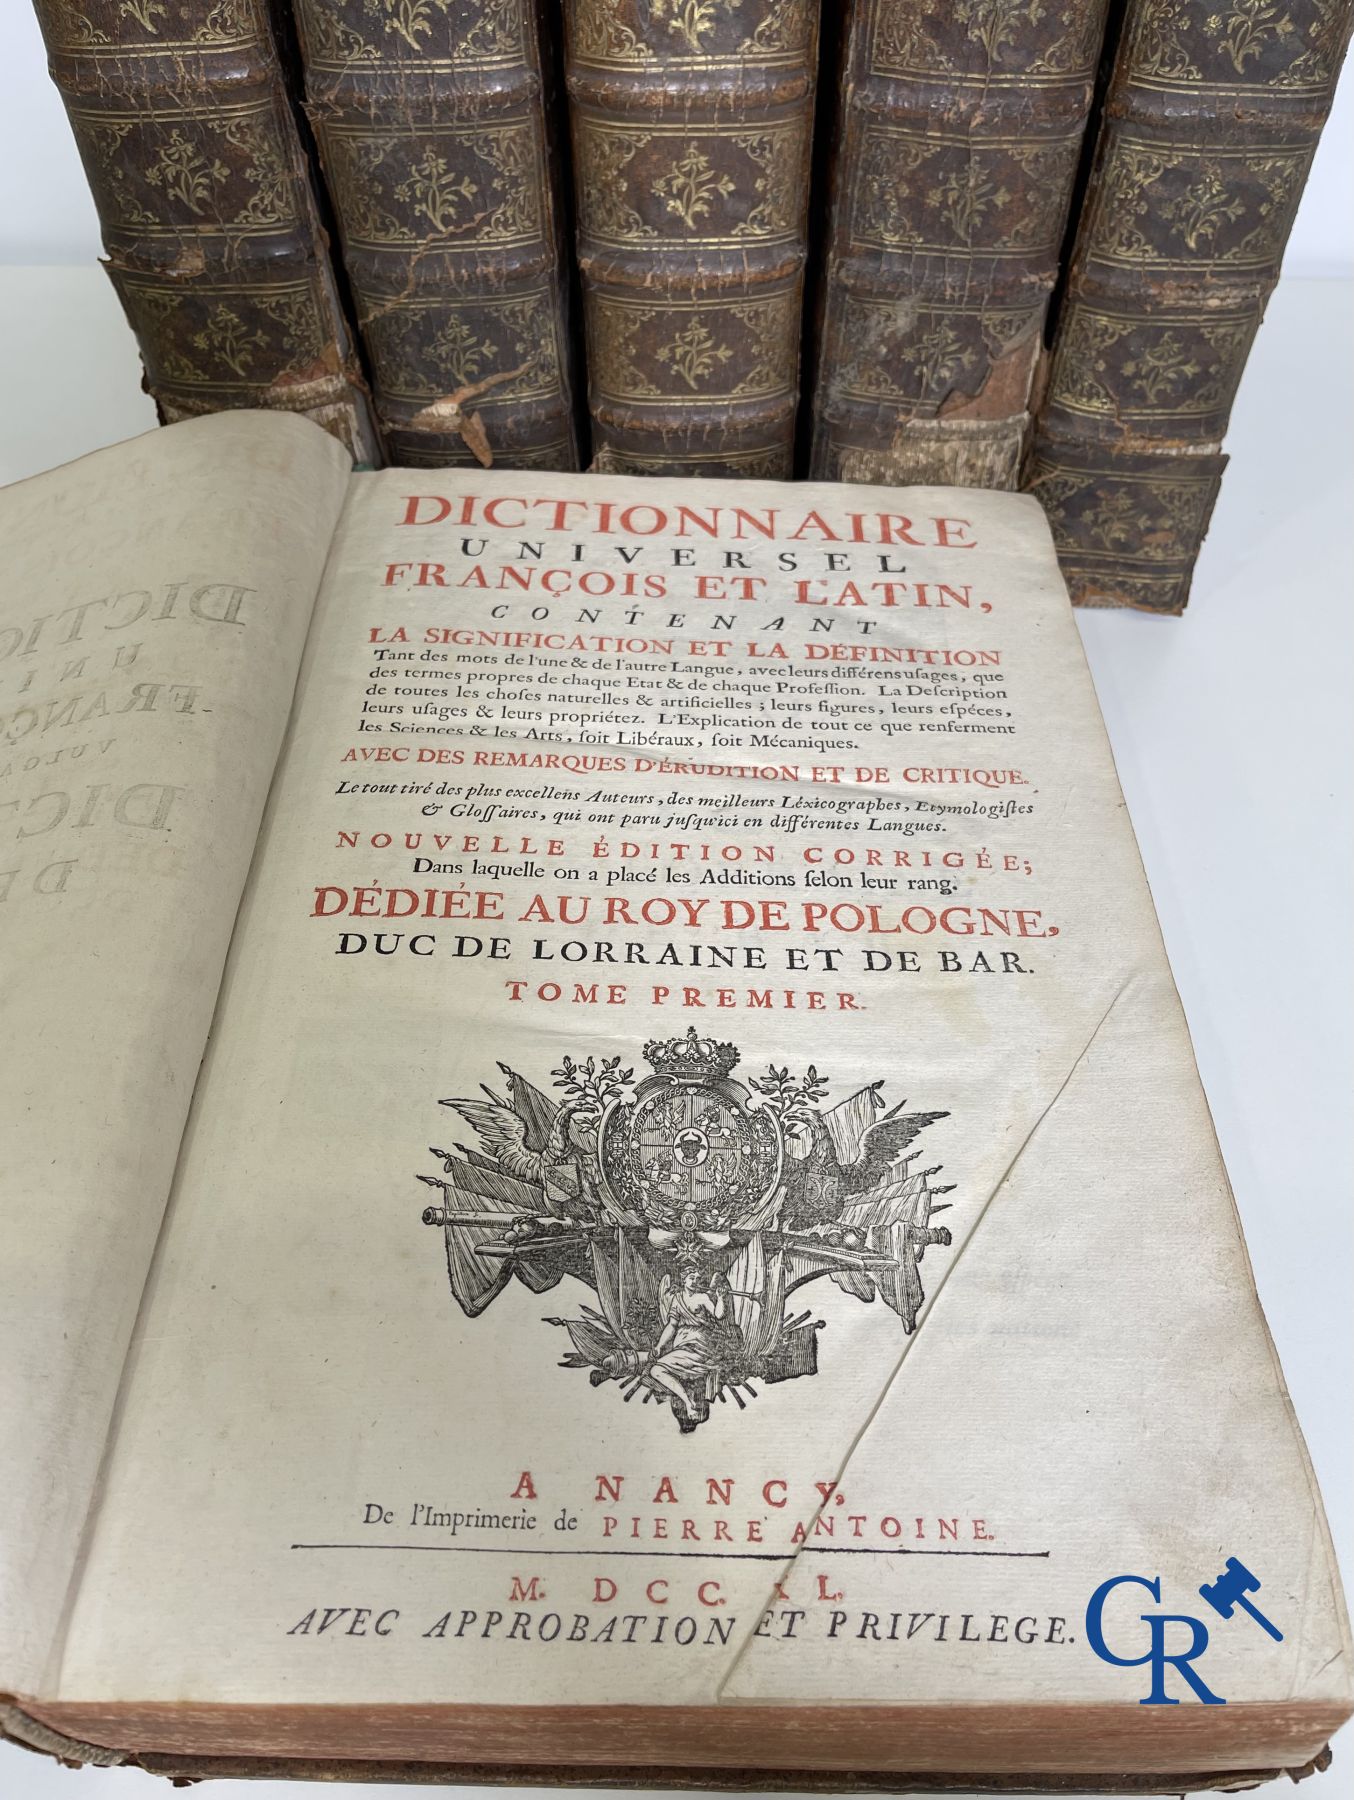 DICTIONNAIRE
UNIVERSEL
FRANÇOIS ET LATIN,
CONTENANT
LA SIGNIFICATION ET LA DÉFINITION
Tant des mots de l'une & de l'autre Langue, avec leurs différens uſages, que
des termes propres de chaque Etat & de chaque Profeſſion. La Deſcription
de toutes les choſes naturelles & artificielles ; leurs figures, leurs eſpéces,
leurs uſages & leurs propriétez. L'Explication de tout ce que renferment
les Sciences & les Arts, ſoit Libéraux, ſoit Mécaniques.
AVEC DES REMARQUES D'ÉRUDITION ET DE CRITIQUE.
Le tout tiré des plus excellens Auteurs, des meilleurs Léxicographes, Etymologiſtes
& Gloſſaires, qui ont paru juſqu'ici en différentes Langues.
NOUVELLE ÉDITION CORRIGÉE;
Dans laquelle on a placé les Additions ſelon leur rang.
DÉDIÉE AU ROY DE POLOGNE,
DUC DE LORRAINE ET DE BAR.
TOME PREMIER.
A NANCY,
De l'Imprimerie de PIERRE ANTOINE.
M. DCC. XL.
AVEC APPROBATION ET PRIVILEGE.
CR